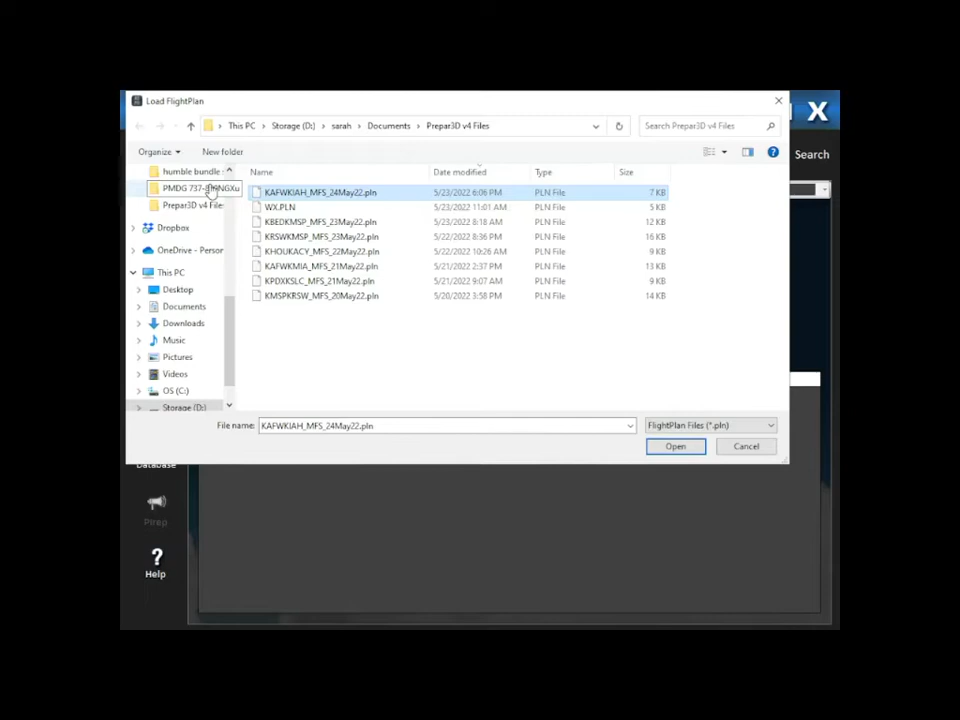 Load FlightPlan
X
This PC > Storage (D:) > sarah > Documents > Prepar3D v4 Files
Search Prepar3D v4 Files
Search
Organize
New folder
?
humble bundle
PMDG 737-
NGXu
Prepar3D v4 File
Dropbox
OneDrive - Person
This PC
Desktop
Documents
Downloads
Music
Pictures
Videos
OS (C:)
Storage (D:)
Name Date modified Type Size
KAFWKIAH_MFS_24May22.pln 5/23/2022 6:06 PM PLN File 7 KB
WX.PLN 5/23/2022 11:01 AM PLN File 5 KB
KBEDKMSP_MFS_23May22.pln 5/23/2022 8:18 AM PLN File 12 KB
KRSWKMSP_MFS_23May22.pln 5/22/2022 8:36 PM PLN File 16 KB
KHOUKACY_MFS_22May22.pln 5/22/2022 10:26 AM PLN File 9 KB
KAFWKMIA_MFS_21May22.pln 5/21/2022 2:37 PM PLN File 13 KB
KPDXKSLC_MFS_21May22.pln 5/21/2022 9:07 AM PLN File 9 KB
KMSPKRSW_MFS_20May22.pln 5/20/2022 3:58 PM PLN File 14 KB
File name: KAFWKIAH_MFS_24May22.pln
FlightPlan Files (*.pln)
Open
Cancel
Database
Pirep
?
Help